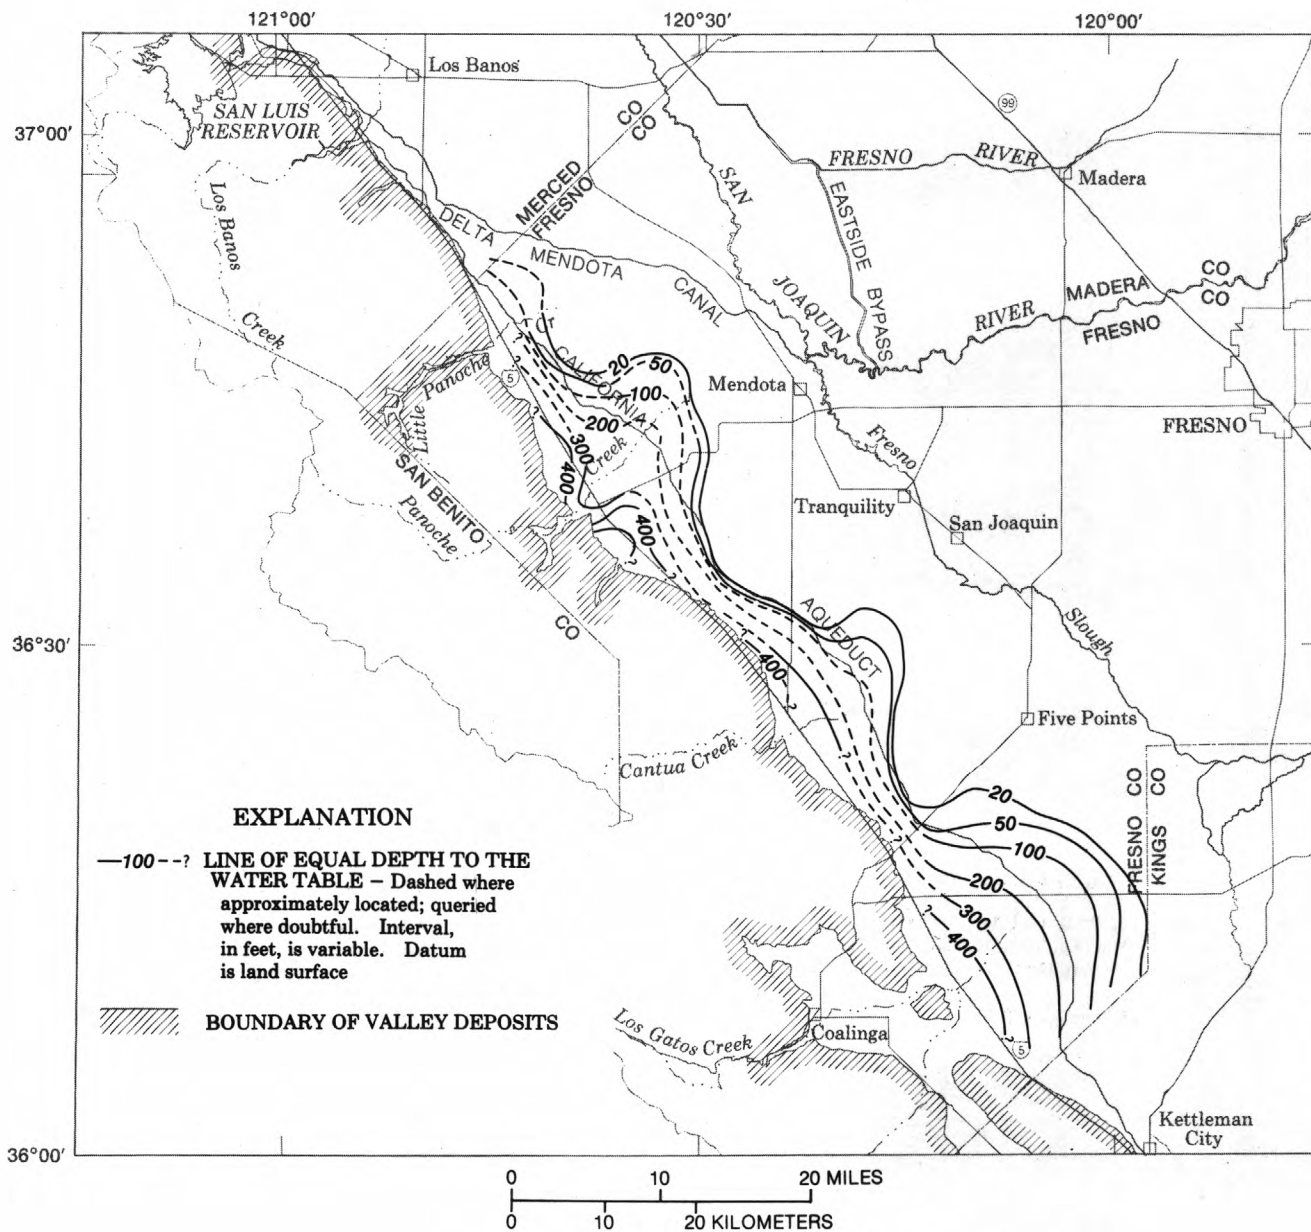 121°00'
120°30'
120°00'
37°00'
36°30'
36°00'
Los Banos
SAN LUIS
RESERVOIR
Los Banos
Creek
DELTA
MENDOTA
CANAL
MERCED
FRESNO
CO
CO
SAN
JOAQUIN
RIVER
FRESNO
RIVER
EASTSIDE
BYPASS
99
Madera
MADERA
CO
FRESNO
CO
FRESNO
Mendota
Fresno
Slough
Tranquility
San Joaquin
Five Points
Little
Panoche
Cr
5
CALIFORNIA
AQUEDUCT
Creek
Panoche
SAN BENITO
CO
?
?
?
?
20
50
100
200
300
400
400
?
?
?
400
?
?
?
Cantua Creek
FRESNO CO
KINGS CO
20
50
100
200
300
400
?
?
5
Coalinga
Los Gatos Creek
Kettleman
City
EXPLANATION
—100--? LINE OF EQUAL DEPTH TO THE
WATER TABLE – Dashed where
approximately located; queried
where doubtful. Interval,
in feet, is variable. Datum
is land surface
BOUNDARY OF VALLEY DEPOSITS
0 10 20 MILES
0 10 20 KILOMETERS